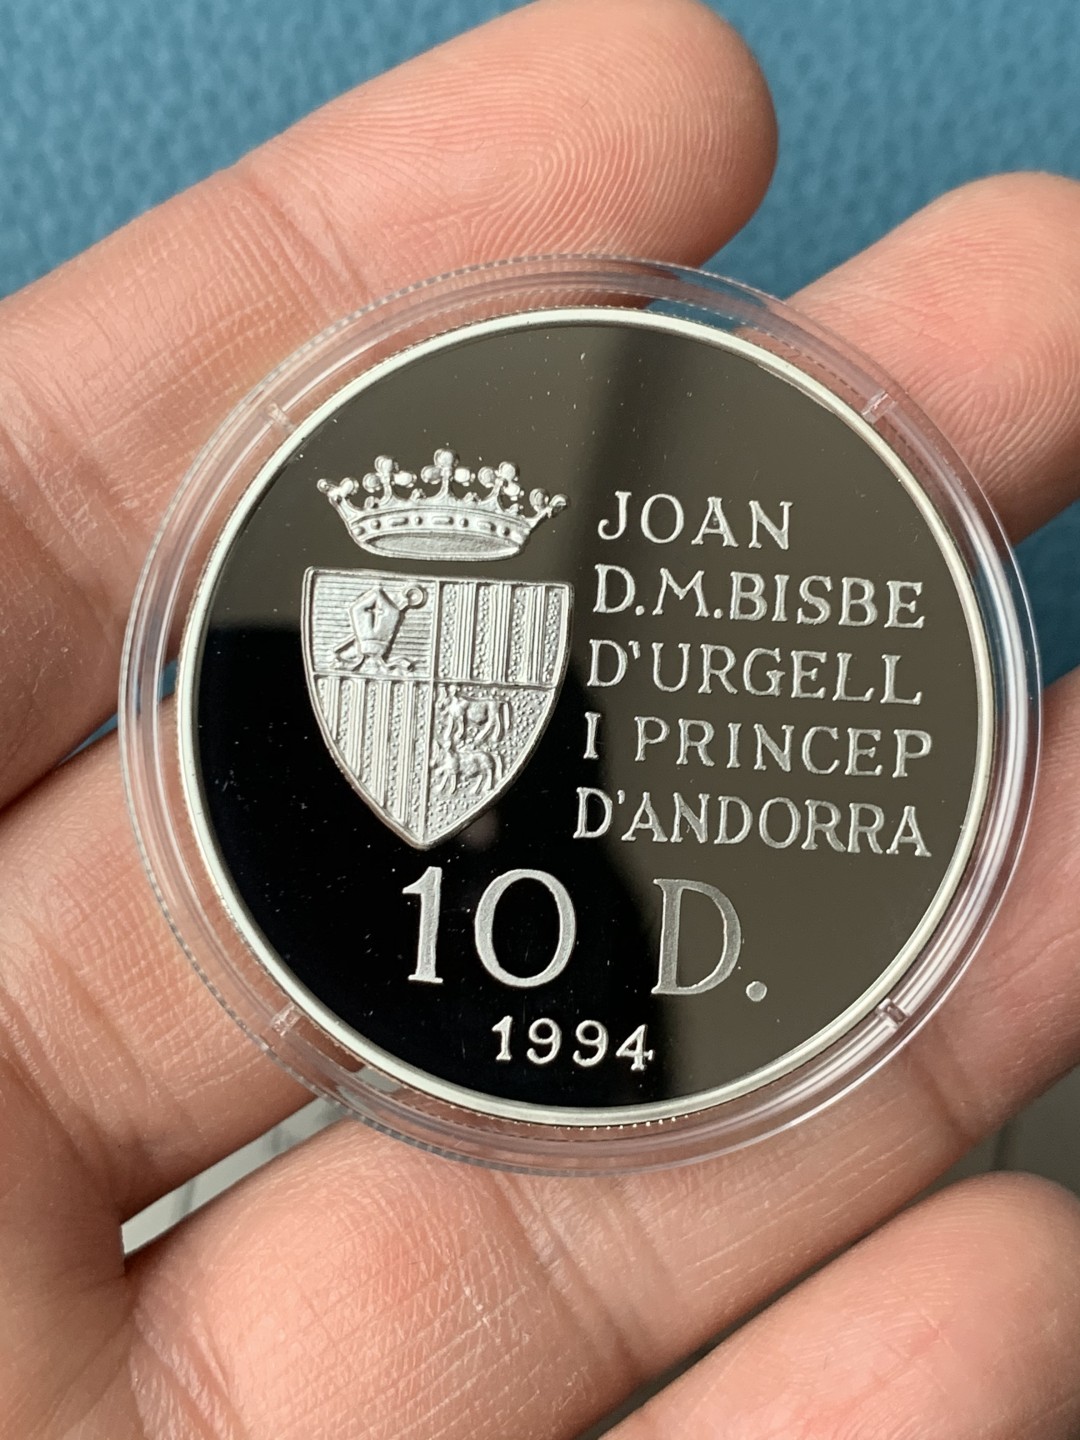 JOAN
D.M.BISBE
D'URGELL
I PRINCEP
D'ANDORRA
10 D.
1994